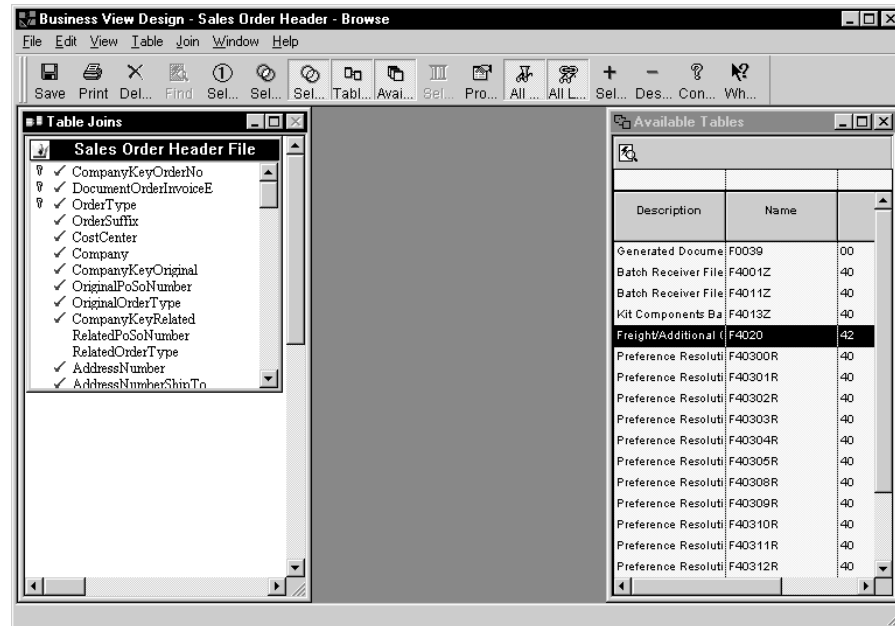 Business View Design - Sales Order Header - Browse
File Edit View Table Join Window Help
Save Print Del... Find Sel... Sel... Sel... Tabl... Avai... Sel... Pro... All ... All L... Sel... Des... Con... Wh...
Table Joins
Sales Order Header File
CompanyKeyOrderNo
DocumentOrderInvoiceE
OrderType
OrderSuffix
CostCenter
Company
CompanyKeyOriginal
OriginalPoSoNumber
OriginalOrderType
CompanyKeyRelated
RelatedPoSoNumber
RelatedOrderType
AddressNumber
AddressNumberShipTo
Available Tables
Description Name
Generated Docume F0039 00
Batch Receiver File F4001Z 40
Batch Receiver File F4011Z 40
Kit Components Ba F4013Z 40
Freight/Additional ( F4020 42
Preference Resoluti F40300R 40
Preference Resoluti F40301R 40
Preference Resoluti F40302R 40
Preference Resoluti F40303R 40
Preference Resoluti F40304R 40
Preference Resoluti F40305R 40
Preference Resoluti F40308R 40
Preference Resoluti F40309R 40
Preference Resoluti F40310R 40
Preference Resoluti F40311R 40
Preference Resoluti F40312R 40